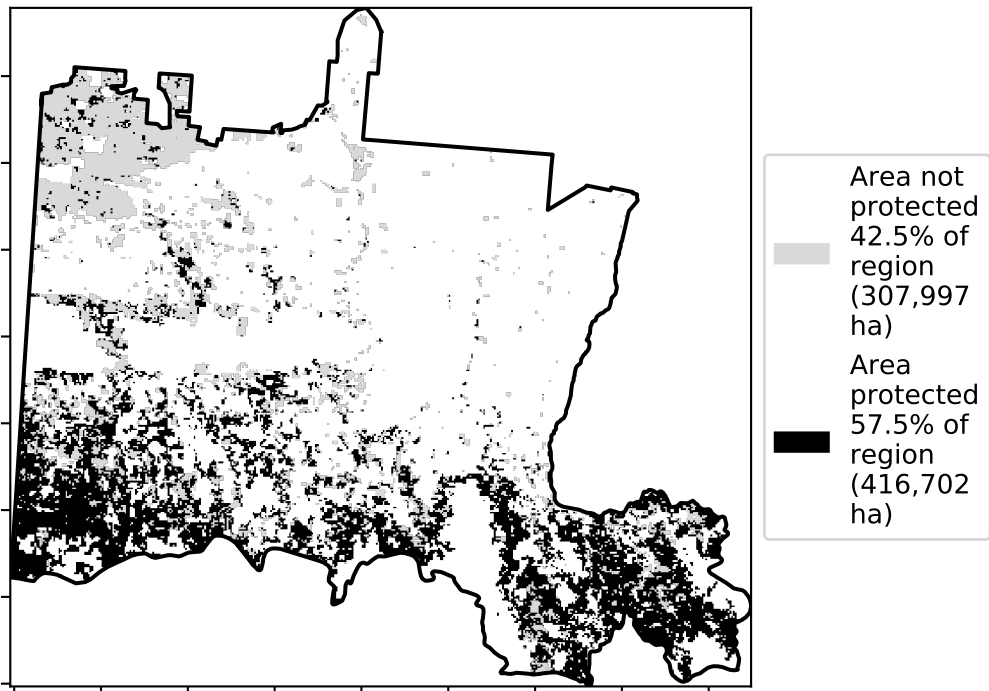 Area not
protected
42.5% of
region
(307,997
ha)
Area
protected
57.5% of
region
(416,702
ha)